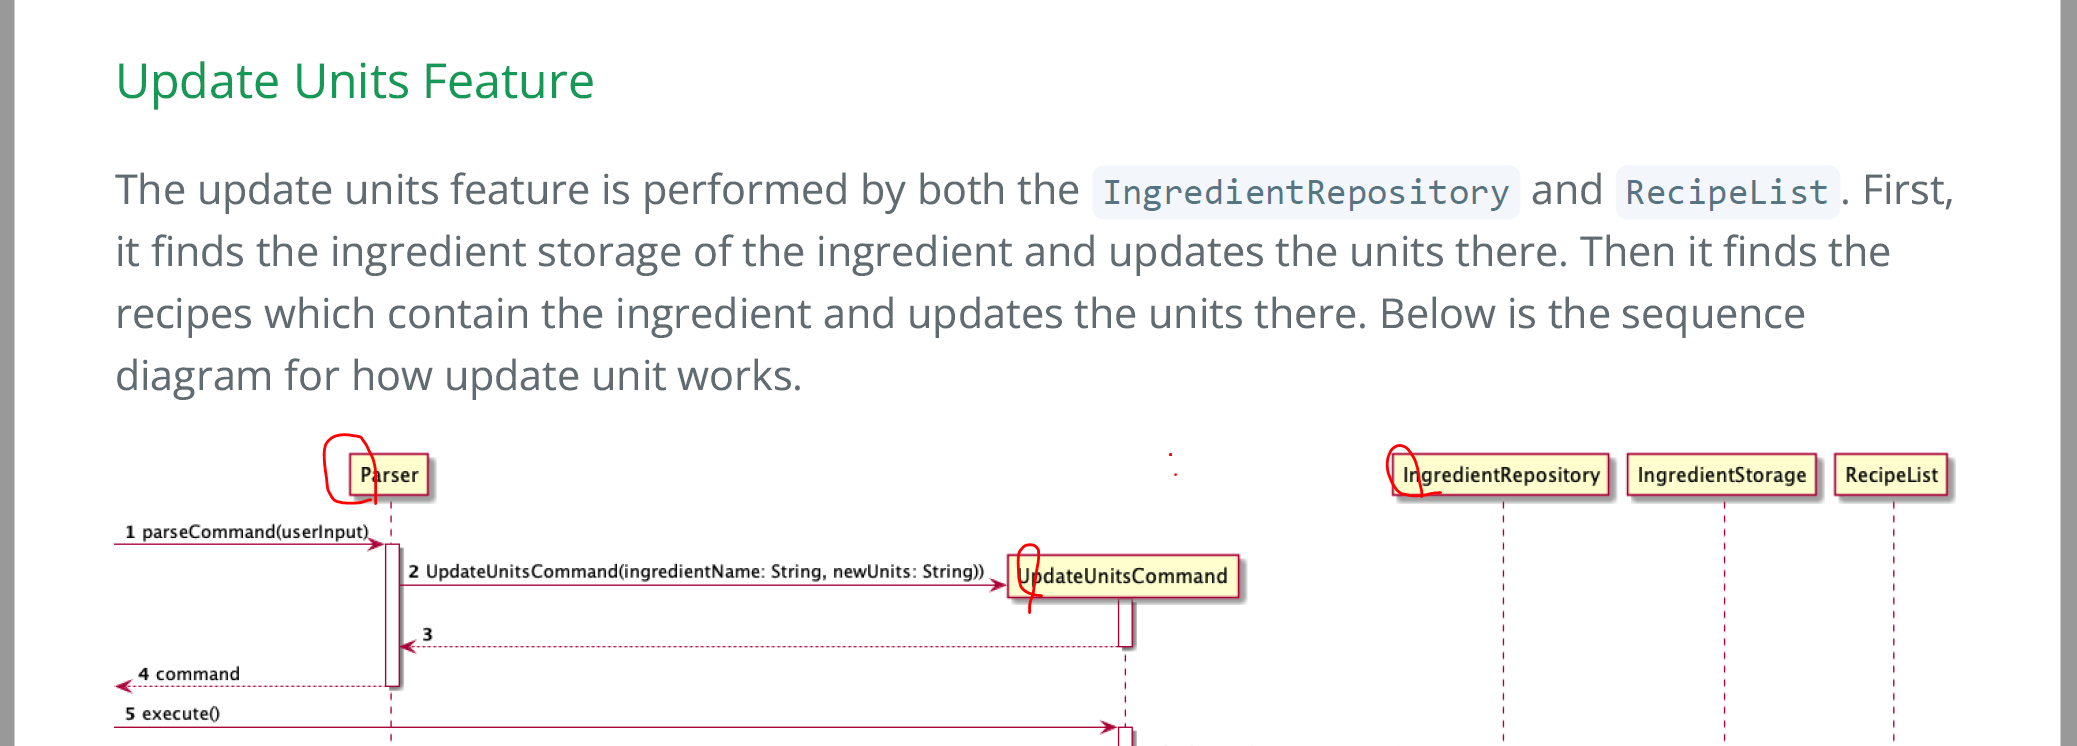 Update Units Feature
The update units feature is performed by both the IngredientRepository and RecipeList. First,
it finds the ingredient storage of the ingredient and updates the units there. Then it finds the
recipes which contain the ingredient and updates the units there. Below is the sequence
diagram for how update unit works.
Parser
IngredientRepository
IngredientStorage
RecipeList
1 parseCommand(userInput)
2 UpdateUnitsCommand(ingredientName: String, newUnits: String))
UpdateUnitsCommand
3
4 command
5 execute()